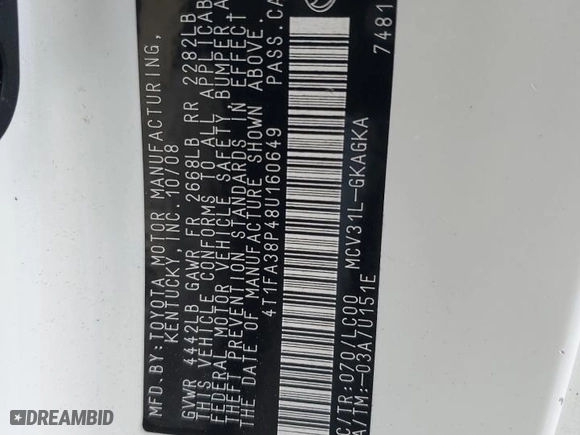 MFD.BY:TOYOTA MOTOR MANUFACTURING,
KENTUCKY, INC. 10/08
GVWR 4442LB GAWR FR 2668LB RR 2282LB
THIS VEHICLE CONFORMS TO ALL APPLICAB
FEDERAL MOTOR VEHICLE SAFETY BUMPER,A
THEFT PREVENTION STANDARDS IN EFFECT
THE DATE OF MANUFACTURE SHOWN ABOVE.
4T1FA38P48U160649 PASS. CA
C/TR:070/LC00 MCV31L-GKAGKA
A/TM:-03A/U151E
7481
DREAMBID